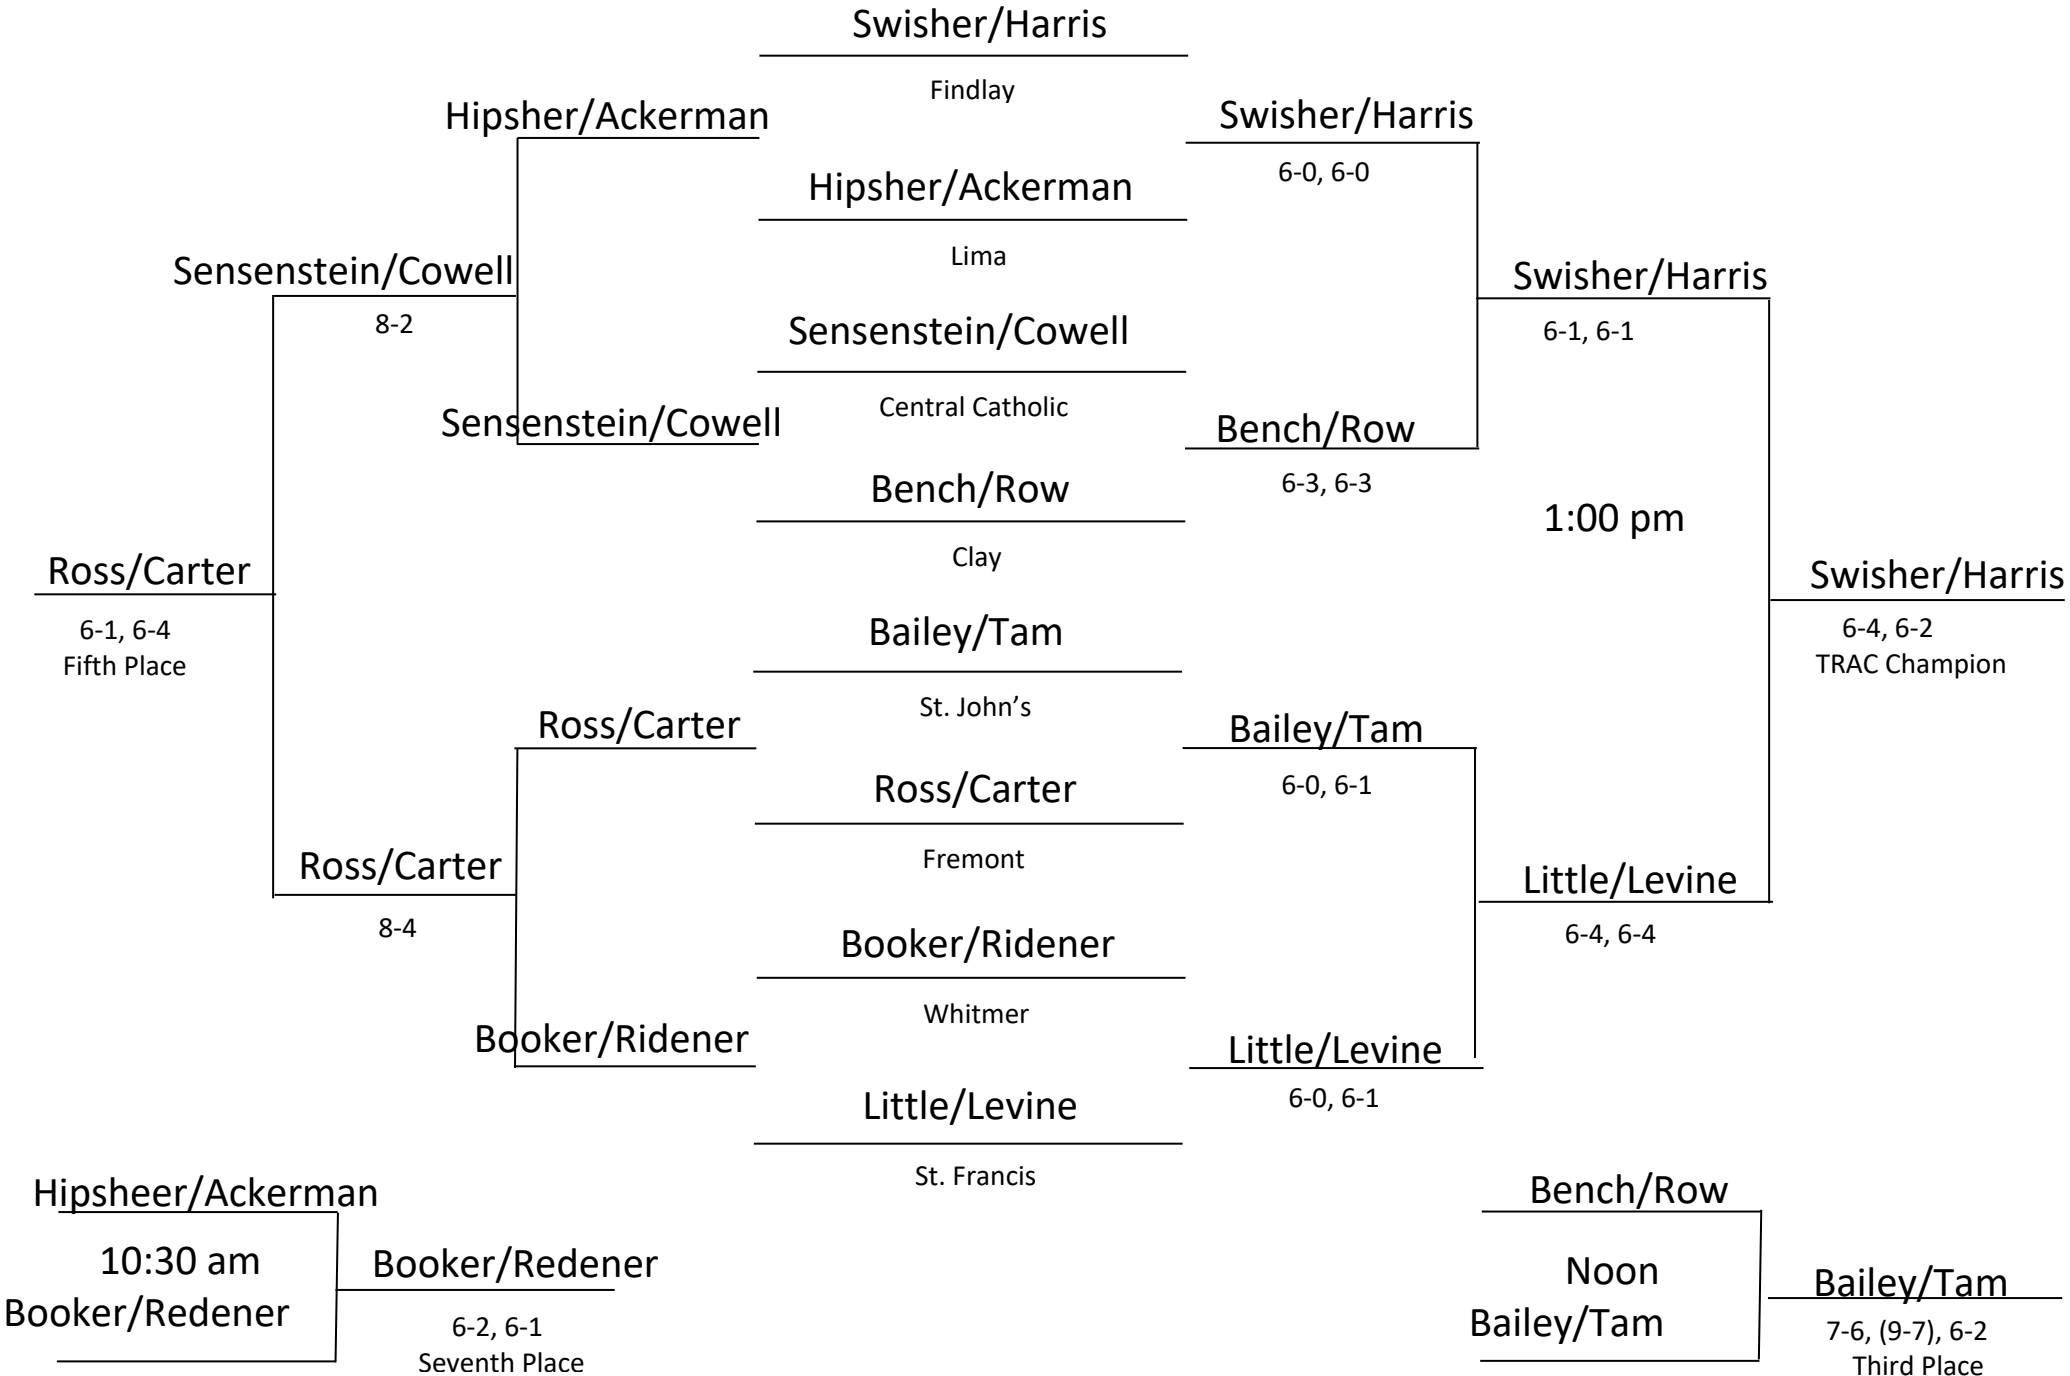 Swisher/Harris
Findlay
Hipsher/Ackerman
Swisher/Harris
6-0, 6-0
Hipsher/Ackerman
Lima
Sensenstein/Cowell
8-2
Swisher/Harris
6-1, 6-1
Sensenstein/Cowell
Central Catholic
Sensenstein/Cowell
Bench/Row
6-3, 6-3
Bench/Row
Clay
1:00 pm
Ross/Carter
6-1, 6-4
Fifth Place
Swisher/Harris
6-4, 6-2
TRAC Champion
Bailey/Tam
St. John’s
Ross/Carter
Bailey/Tam
6-0, 6-1
Ross/Carter
Fremont
Ross/Carter
8-4
Little/Levine
6-4, 6-4
Booker/Ridener
Whitmer
Booker/Ridener
Little/Levine
6-0, 6-1
Little/Levine
St. Francis
Hipsheer/Ackerman
10:30 am
Booker/Redener
Booker/Redener
6-2, 6-1
Seventh Place
Bench/Row
Noon
Bailey/Tam
Bailey/Tam
7-6, (9-7), 6-2
Third Place